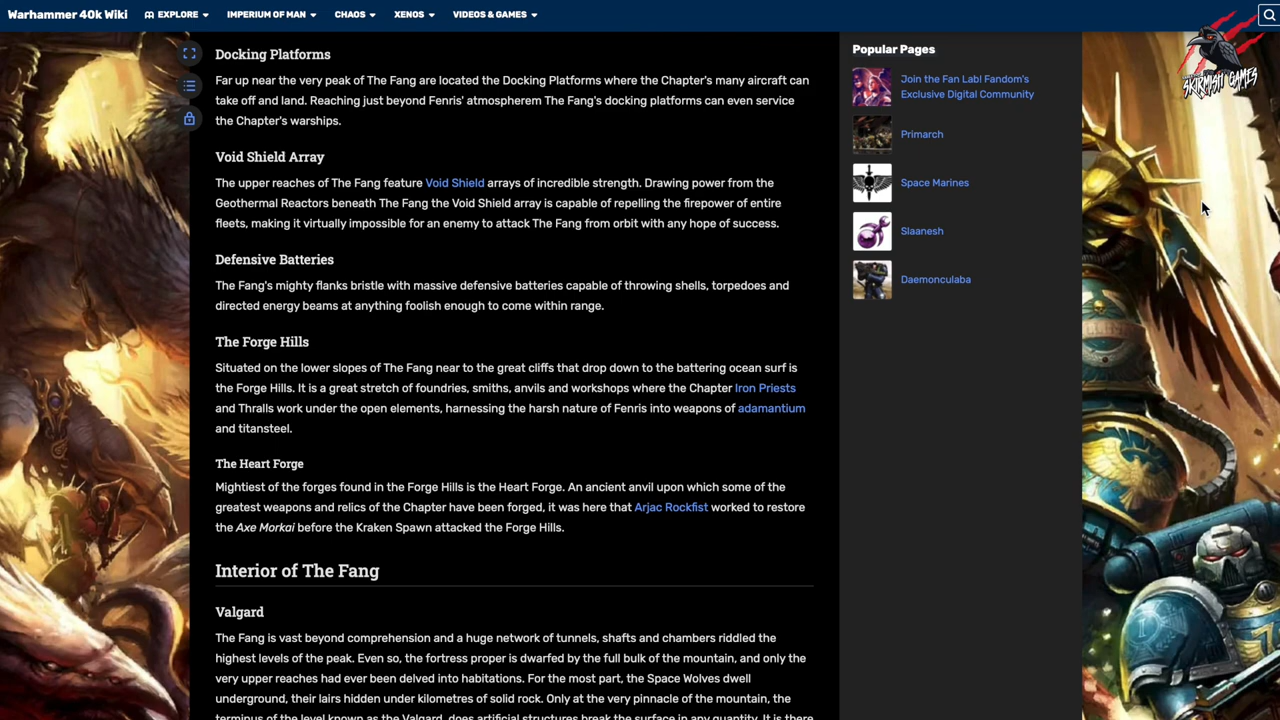 Warhammer 40k Wiki
EXPLORE
IMPERIUM OF MAN
CHAOS
XENOS
VIDEOS & GAMES
Docking Platforms
Far up near the very peak of The Fang are located the Docking Platforms where the Chapter's many aircraft can
take off and land. Reaching just beyond Fenris' atmospherem The Fang's docking platforms can even service
the Chapter's warships.
Void Shield Array
The upper reaches of The Fang feature Void Shield arrays of incredible strength. Drawing power from the
Geothermal Reactors beneath The Fang the Void Shield array is capable of repelling the firepower of entire
fleets, making it virtually impossible for an enemy to attack The Fang from orbit with any hope of success.
Defensive Batteries
The Fang's mighty flanks bristle with massive defensive batteries capable of throwing shells, torpedoes and
directed energy beams at anything foolish enough to come within range.
The Forge Hills
Situated on the lower slopes of The Fang near to the great cliffs that drop down to the battering ocean surf is
the Forge Hills. It is a great stretch of foundries, smiths, anvils and workshops where the Chapter Iron Priests
and Thralls work under the open elements, harnessing the harsh nature of Fenris into weapons of adamantium
and titansteel.
The Heart Forge
Mightiest of the forges found in the Forge Hills is the Heart Forge. An ancient anvil upon which some of the
greatest weapons and relics of the Chapter have been forged, it was here that Arjac Rockfist worked to restore
the Axe Morkai before the Kraken Spawn attacked the Forge Hills.
Interior of The Fang
Valgard
The Fang is vast beyond comprehension and a huge network of tunnels, shafts and chambers riddled the
highest levels of the peak. Even so, the fortress proper is dwarfed by the full bulk of the mountain, and only the
very upper reaches had ever been delved into habitations. For the most part, the Space Wolves dwell
underground, their lairs hidden under kilometres of solid rock. Only at the very pinnacle of the mountain, the
terminus of the level known as the Valgard, does artificial structures break the surface in any quantity. It is there
Popular Pages
Join the Fan Lab! Fandom's
Exclusive Digital Community
Primarch
Space Marines
Slaanesh
Daemonculaba
SKIRMISH GAMES